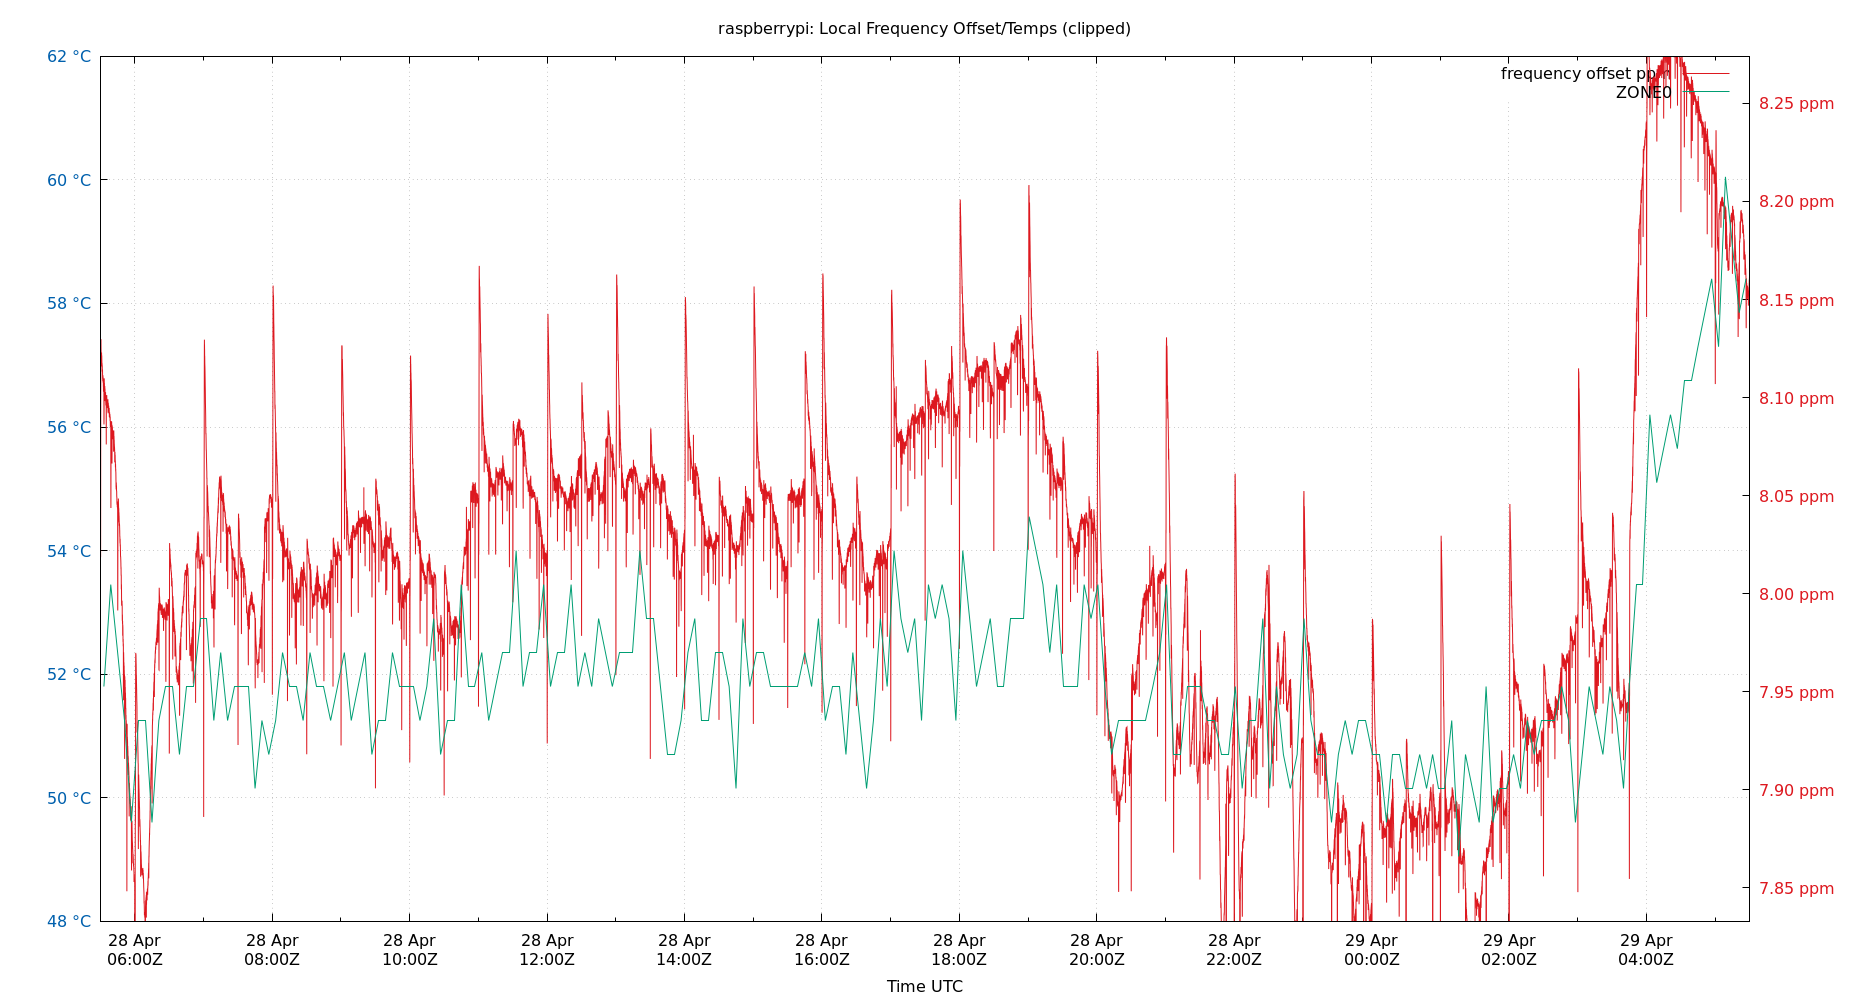 raspberrypi: Local Frequency Offset/Temps (clipped)
62 °C
60 °C
58 °C
56 °C
54 °C
52 °C
50 °C
48 °C
frequency offset ppm
ZONE0
8.25 ppm
8.20 ppm
8.15 ppm
8.10 ppm
8.05 ppm
8.00 ppm
7.95 ppm
7.90 ppm
7.85 ppm
28 Apr 28 Apr 28 Apr 28 Apr 28 Apr 28 Apr 28 Apr 28 Apr 28 Apr 29 Apr 29 Apr 29 Apr
06:00Z 08:00Z 10:00Z 12:00Z 14:00Z 16:00Z 18:00Z 20:00Z 22:00Z 00:00Z 02:00Z 04:00Z
Time UTC